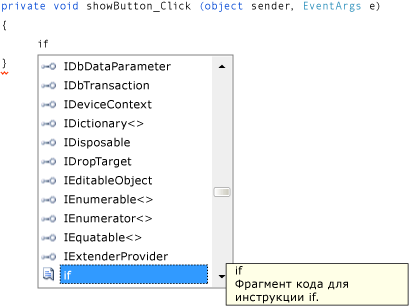 private void showButton_Click (object sender, EventArgs e)
{
if
}
IDbDataParameter
IDbTransaction
IDeviceContext
IDictionary<>
IDisposable
IDropTarget
IEditableObject
IEnumerable<>
IEnumerator<>
IEquatable<>
IExtenderProvider
if
if
Фрагмент кода для
инструкции if.